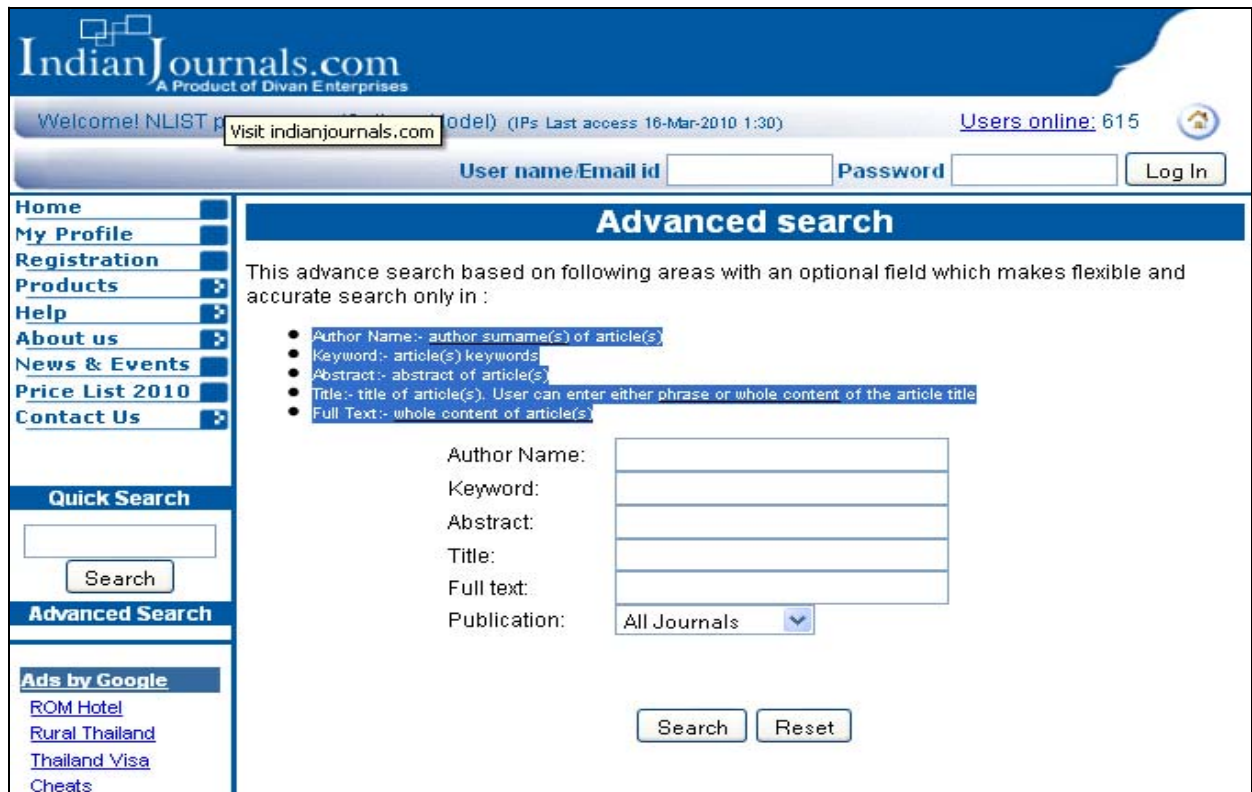 IndianJournals.com
A Product of Divan Enterprises
Welcome! NLIST p
Visit indianjournals.com
odel) (IPs Last access 16-Mar-2010 1:30)
Users online: 615
User name/Email id
Password
Log In
Home
My Profile
Registration
Products
Help
About us
News & Events
Price List 2010
Contact Us
Quick Search
Search
Advanced Search
Ads by Google
ROM Hotel
Rural Thailand
Thailand Visa
Cheats
Advanced search
This advance search based on following areas with an optional field which makes flexible and
accurate search only in :
Author Name:- author surname(s) of article(s)
Keyword:- article(s) keywords
Abstract:- abstract of article(s)
Title:- title of article(s). User can enter either phrase or whole content of the article title
Full Text:- whole content of article(s)
Author Name:
Keyword:
Abstract:
Title:
Full text:
Publication: All Journals
Search Reset